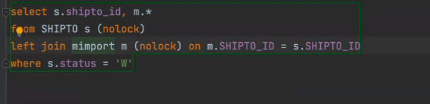 select s.shipto_id, m.*
from SHIPTO s (nolock)
left join mimport m (nolock) on m.SHIPTO_ID = s.SHIPTO_ID
where s.status = 'W'